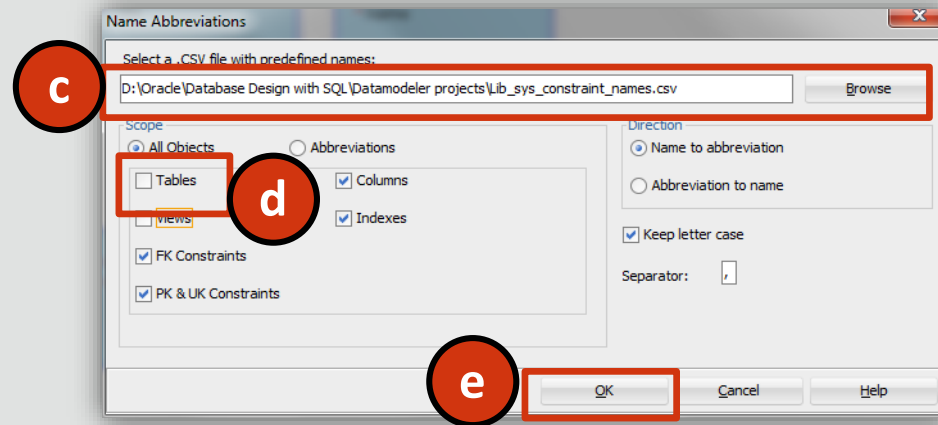 Name Abbreviations
Select a .CSV file with predefined names:
c
D:\Oracle\Database Design with SQL\Datamodeler projects\Lib_sys_constraint_names.csv Browse
Scope Direction
All Objects Abbreviations Name to abbreviation
Tables Columns Abbreviation to name
d
Views Indexes
Keep letter case
FK Constraints
Separator: ,
PK & UK Constraints
e
OK Cancel Help